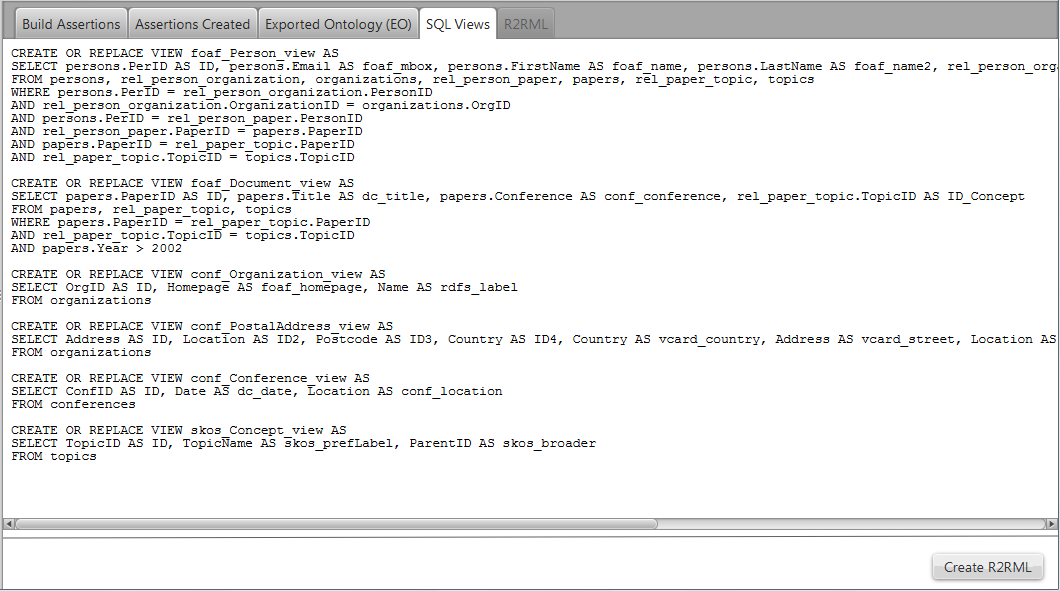 Build Assertions Assertions Created Exported Ontology (EO) SQL Views R2RML
CREATE OR REPLACE VIEW foaf_Person_view AS
SELECT persons.PerID AS ID, persons.Email AS foaf_mbox, persons.FirstName AS foaf_name, persons.LastName AS foaf_name2, rel_person_org
FROM persons, rel_person_organization, organizations, rel_person_paper, papers, rel_paper_topic, topics
WHERE persons.PerID = rel_person_organization.PersonID
AND rel_person_organization.OrganizationID = organizations.OrgID
AND persons.PerID = rel_person_paper.PersonID
AND rel_person_paper.PaperID = papers.PaperID
AND papers.PaperID = rel_paper_topic.PaperID
AND rel_paper_topic.TopicID = topics.TopicID
CREATE OR REPLACE VIEW foaf_Document_view AS
SELECT papers.PaperID AS ID, papers.Title AS dc_title, papers.Conference AS conf_conference, rel_paper_topic.TopicID AS ID_Concept
FROM papers, rel_paper_topic, topics
WHERE papers.PaperID = rel_paper_topic.PaperID
AND rel_paper_topic.TopicID = topics.TopicID
AND papers.Year > 2002
CREATE OR REPLACE VIEW conf_Organization_view AS
SELECT OrgID AS ID, Homepage AS foaf_homepage, Name AS rdfs_label
FROM organizations
CREATE OR REPLACE VIEW conf_PostalAddress_view AS
SELECT Address AS ID, Location AS ID2, Postcode AS ID3, Country AS ID4, Country AS vcard_country, Address AS vcard_street, Location AS
FROM organizations
CREATE OR REPLACE VIEW conf_Conference_view AS
SELECT ConfID AS ID, Date AS dc_date, Location AS conf_location
FROM conferences
CREATE OR REPLACE VIEW skos_Concept_view AS
SELECT TopicID AS ID, TopicName AS skos_prefLabel, ParentID AS skos_broader
FROM topics
Create R2RML